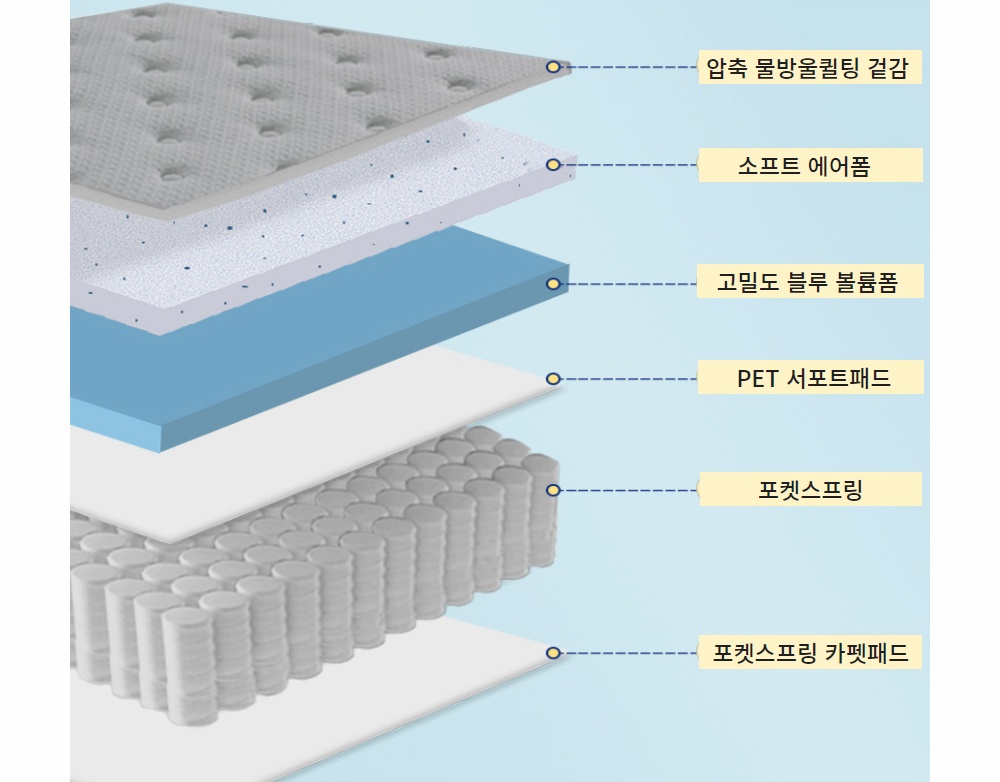 압축 물방울퀼팅 겉감
소프트 에어폼
고밀도 블루 볼륨폼
PET 서포트패드
포켓스프링
포켓스프링 카펫패드